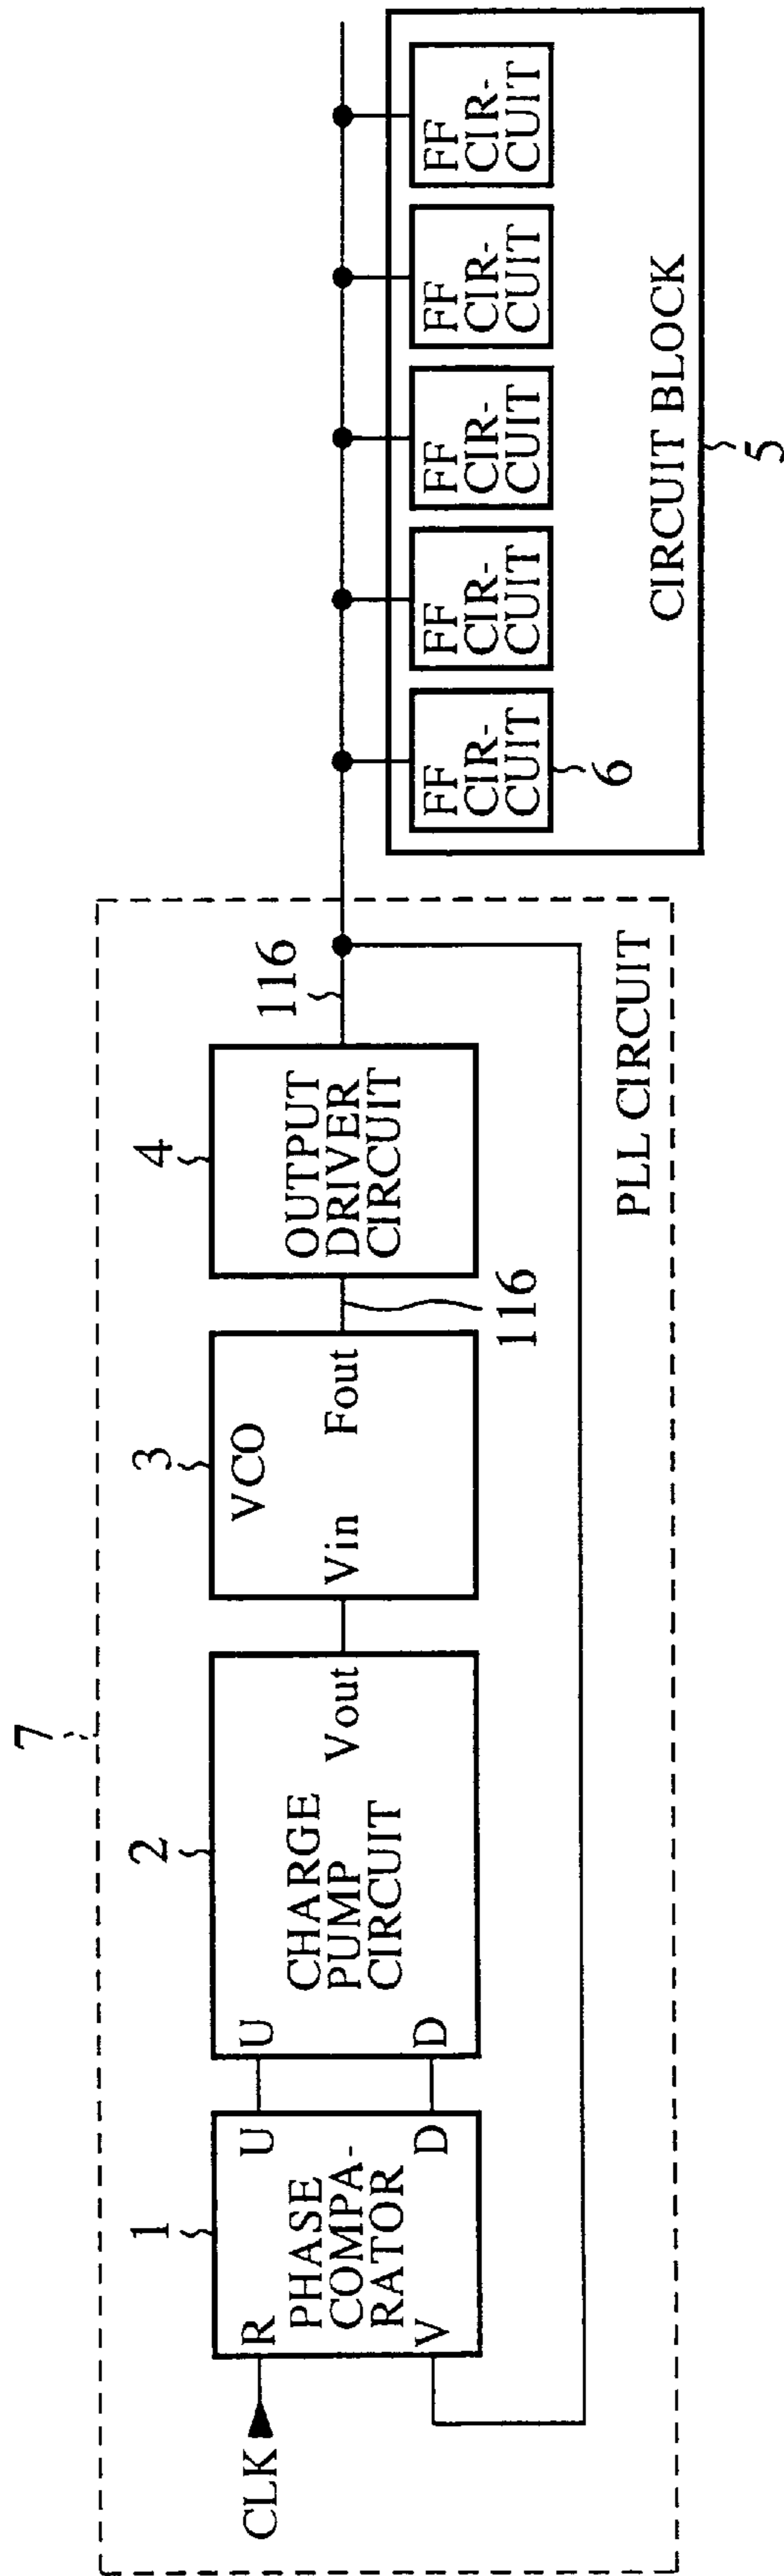 7
1
2
3
4
CLK
R
U
PHASE
COMPA-
RATOR
V
D
U
CHARGE
PUMP
CIRCUIT
D
Vout
VCO
Vin
Fout
116
OUTPUT
DRIVER
CIRCUIT
116
PLL CIRCUIT
FF
CIR-
CUIT
FF
CIR-
CUIT
FF
CIR-
CUIT
FF
CIR-
CUIT
FF
CIR-
CUIT
6
CIRCUIT BLOCK
5